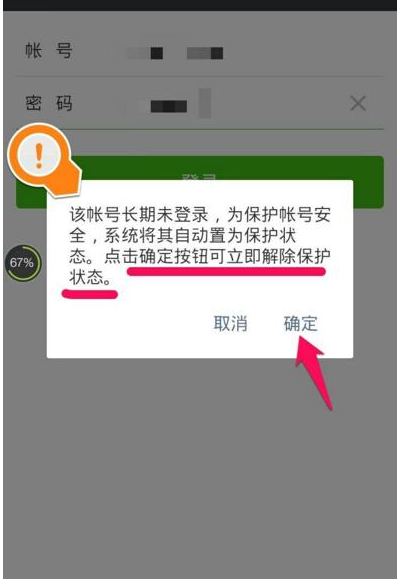 帐 号
密 码
登录
该帐号长期未登录，为保护帐号安
全，系统将其自动置为保护状
态。点击确定按钮可立即解除保护
状态。
67%
取消 确定